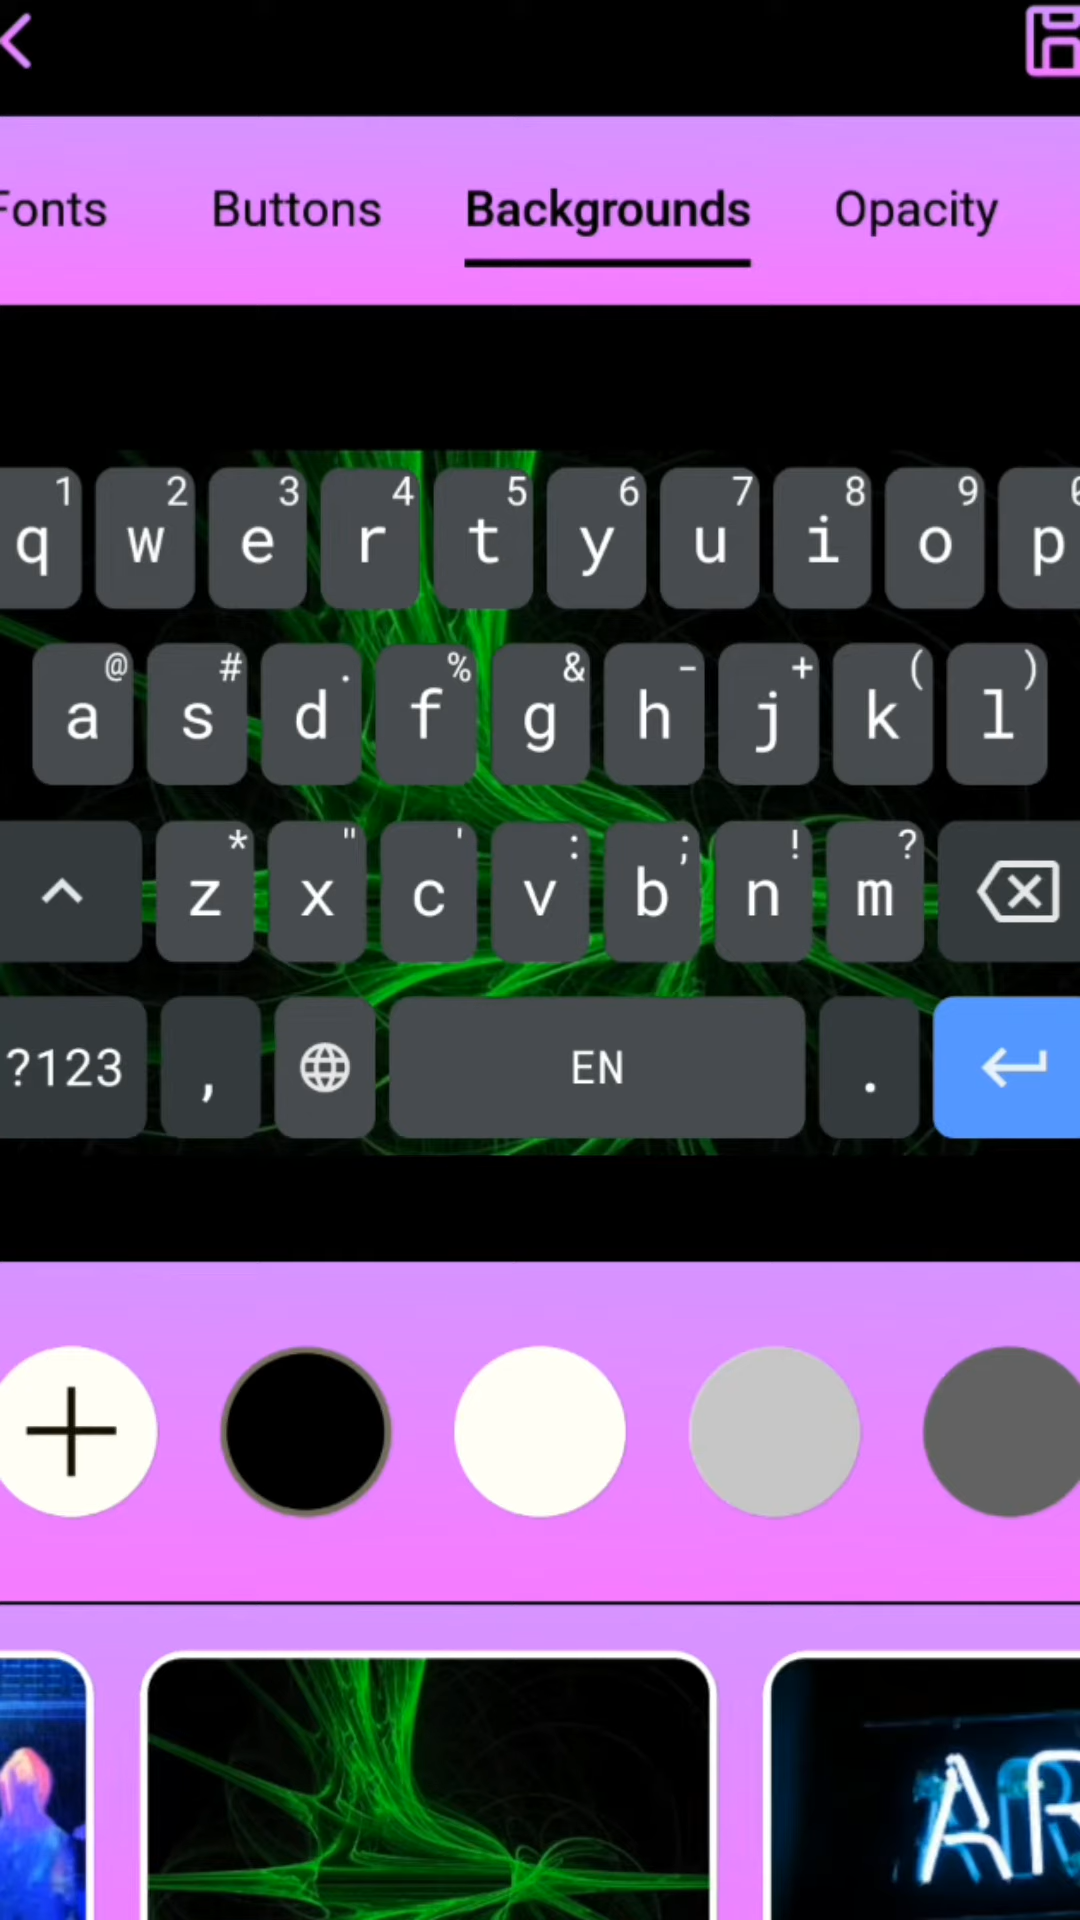 Fonts Buttons Backgrounds Opacity
1 2 3 4 5 6 7 8 9
q w e r t y u i o p
@ # . % & - + ( )
a s d f g h j k l
* " ' : ; ! ?
z x c v b n m
?123 , EN .